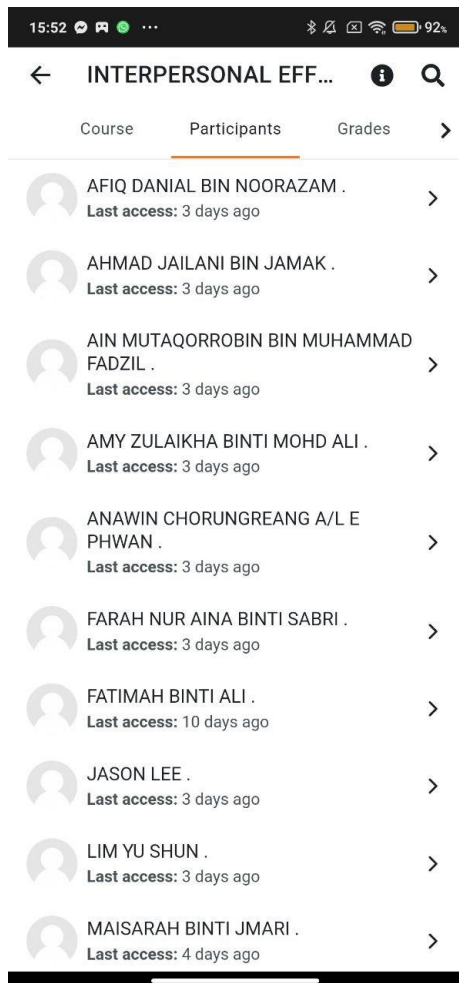 15:52 ... 92%
INTERPERSONAL EFF...
Course Participants Grades
AFIQ DANIAL BIN NOORAZAM .
Last access: 3 days ago
AHMAD JAILANI BIN JAMAK .
Last access: 3 days ago
AIN MUTAQORROBIN BIN MUHAMMAD
FADZIL .
Last access: 3 days ago
AMY ZULAIKHA BINTI MOHD ALI .
Last access: 3 days ago
ANAWIN CHORUNGREANG A/L E
PHWAN .
Last access: 3 days ago
FARAH NUR AINA BINTI SABRI .
Last access: 3 days ago
FATIMAH BINTI ALI .
Last access: 10 days ago
JASON LEE .
Last access: 3 days ago
LIM YU SHUN .
Last access: 3 days ago
MAISARAH BINTI JMARI .
Last access: 4 days ago